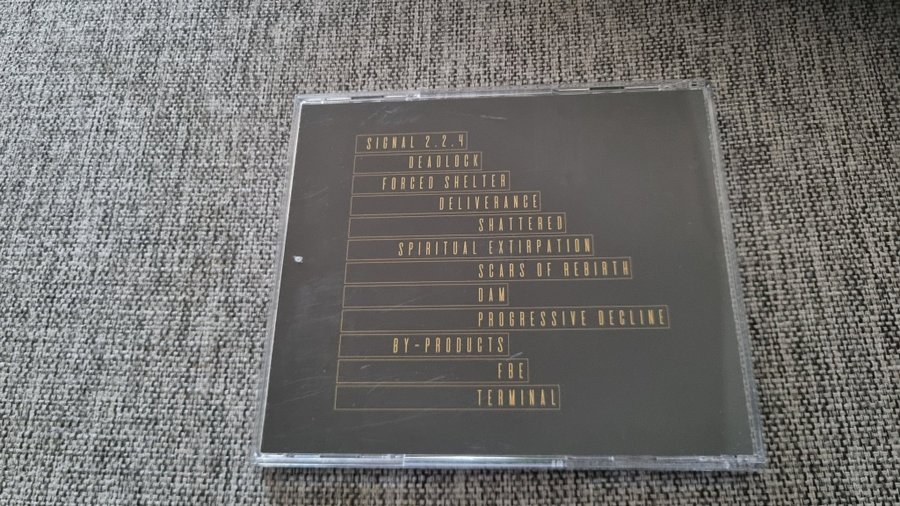 SIGNAL 2.2.4
DEADLOCK
FORCED SHELTER
DELIVERANCE
SHATTERED
SPIRITUAL EXTIRPATION
SCARS OF REBIRTH
DAM
PROGRESSIVE DECLINE
BY-PRODUCTS
FBE
TERMINAL